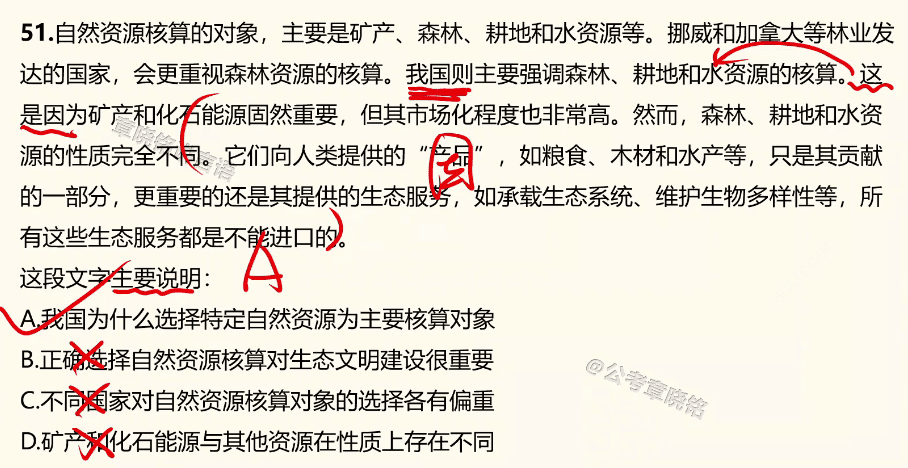 51.自然资源核算的对象，主要是矿产、森林、耕地和水资源等。挪威和加拿大等林业发
达的国家，会更重视森林资源的核算。我国则主要强调森林、耕地和水资源的核算。这
是因为矿产和化石能源固然重要，但其市场化程度也非常高。然而，森林、耕地和水资
源的性质完全不同。它们向人类提供的“产品”，如粮食、木材和水产等，只是其贡献
的一部分，更重要的还是其提供的生态服务，如承载生态系统、维护生物多样性等，所
有这些生态服务都是不能进口的。
这段文字主要说明：
A
A.我国为什么选择特定自然资源为主要核算对象
B.正确选择自然资源核算对生态文明建设很重要
C.不同国家对自然资源核算对象的选择各有偏重
D.矿产和化石能源与其他资源在性质上存在不同
@公考章晓铭